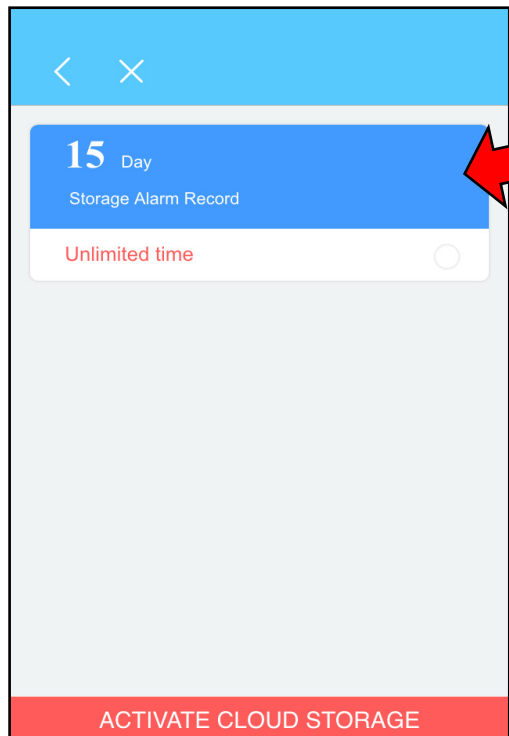 15 Day
Storage Alarm Record
Unlimited time
ACTIVATE CLOUD STORAGE